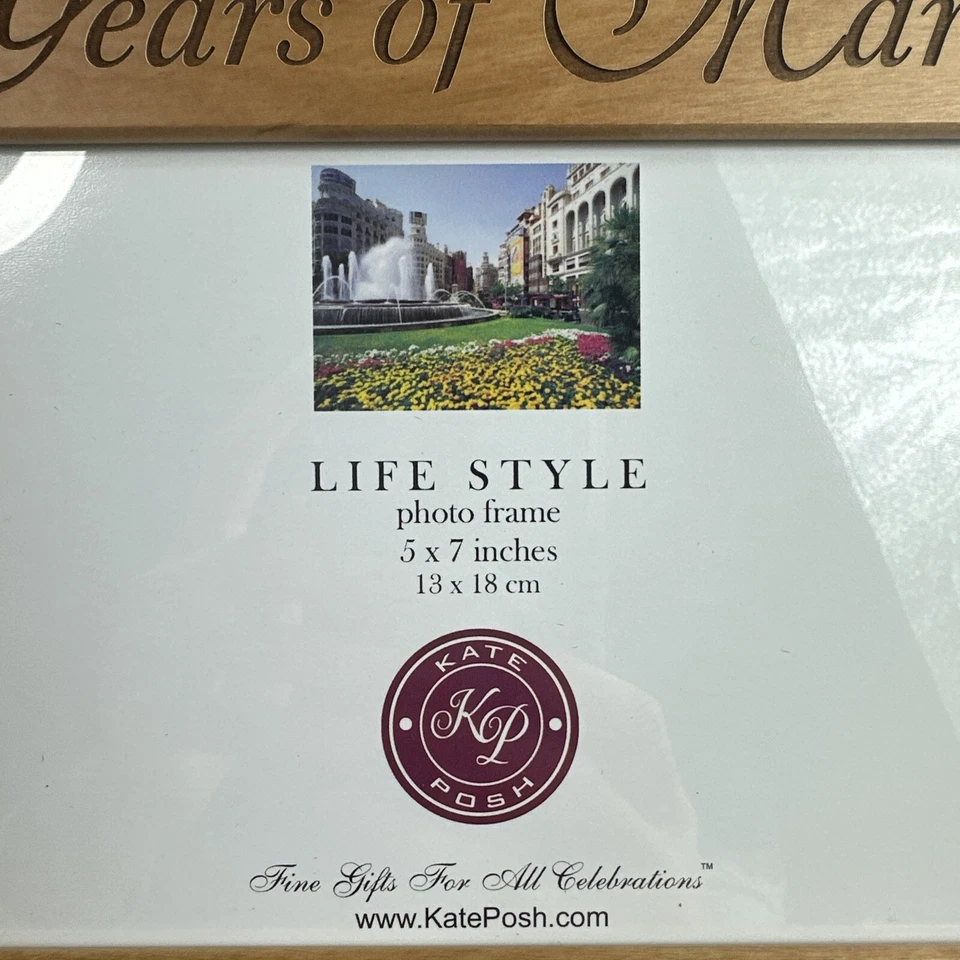 Years of Mar
LIFE STYLE
photo frame
5 x 7 inches
13 x 18 cm
KATE
KP
POSH
Fine Gifts For All Celebrations™
www.KatePosh.com